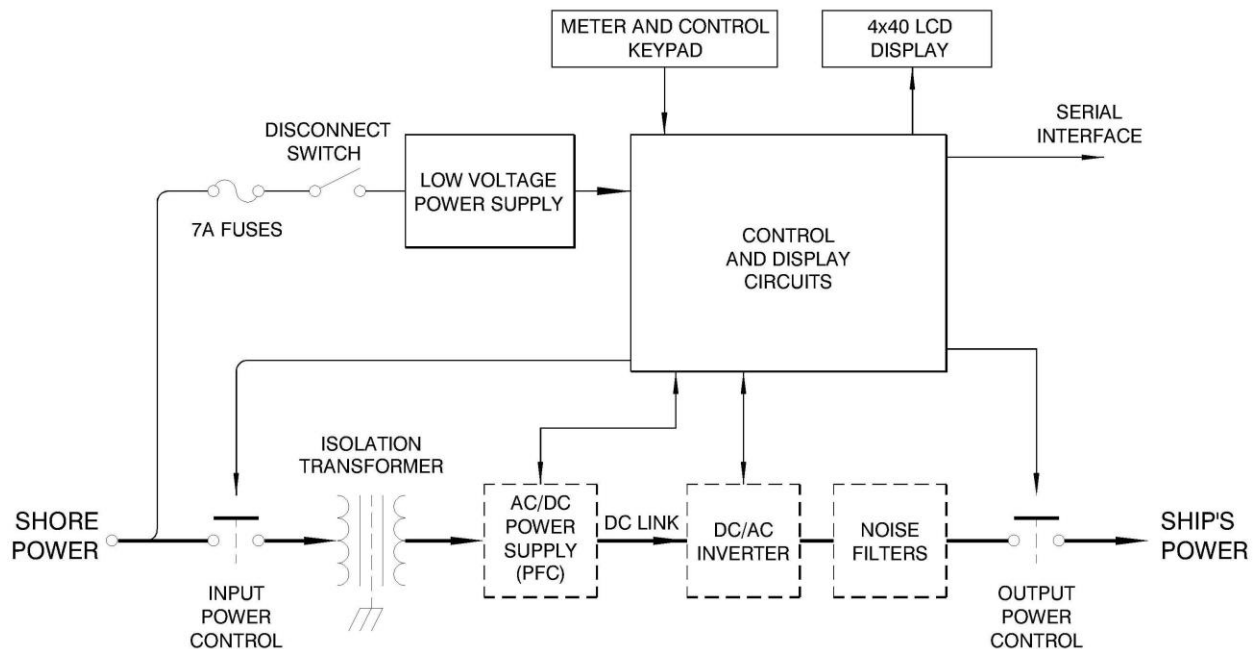 METER AND CONTROL
KEYPAD
4x40 LCD
DISPLAY
SERIAL
INTERFACE
DISCONNECT
SWITCH
7A FUSES
LOW VOLTAGE
POWER SUPPLY
CONTROL
AND DISPLAY
CIRCUITS
ISOLATION
TRANSFORMER
SHORE
POWER
INPUT
POWER
CONTROL
AC/DC
POWER
SUPPLY
(PFC)
DC LINK
DC/AC
INVERTER
NOISE
FILTERS
OUTPUT
POWER
CONTROL
SHIP'S
POWER